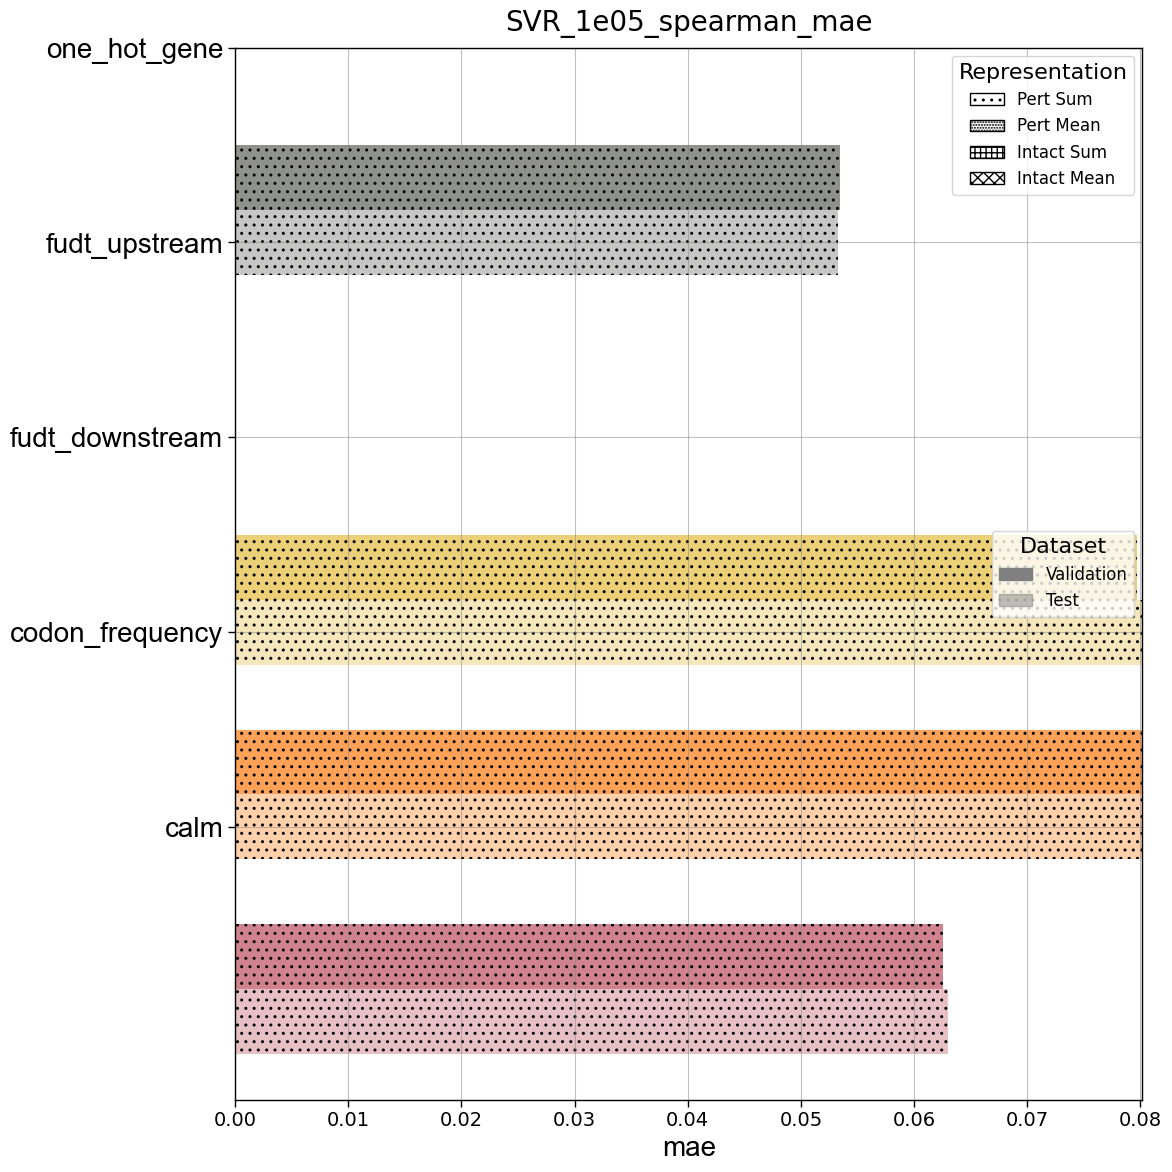 SVR_1e05_spearman_mae
one_hot_gene
fudt_upstream
fudt_downstream
codon_frequency
calm
Representation
Pert Sum
Pert Mean
Intact Sum
Intact Mean
Dataset
Validation
Test
0.00 0.01 0.02 0.03 0.04 0.05 0.06 0.07 0.08
mae